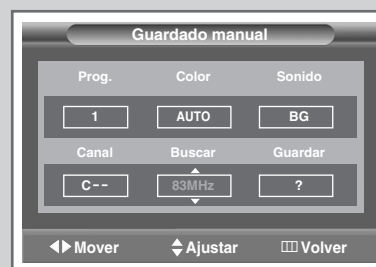 Guardado manual
Prog. Color Sonido
1 AUTO BG
Canal Buscar Guardar
C-- 83MHz ?
Mover Ajustar Volver